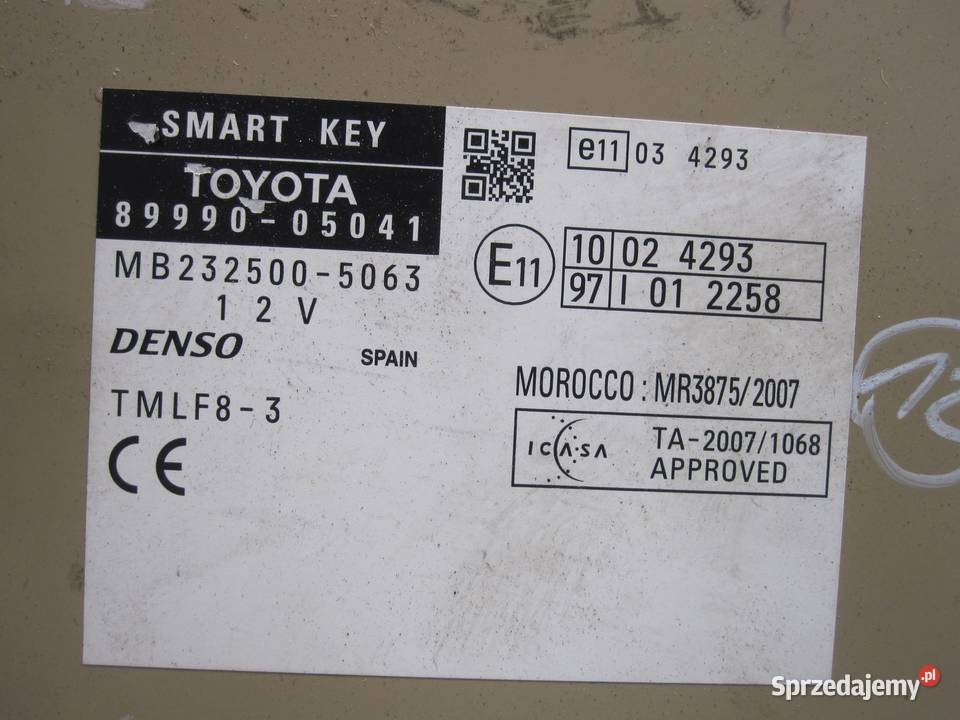 SMART KEY
TOYOTA
89990-05041
MB232500-5063
12V
DENSO
SPAIN
TMLF8-3
CE
e11 03 4293
E11
10 02 4293
97 I 01 2258
MOROCCO : MR3875/2007
ICASA
TA-2007/1068
APPROVED
Sprzedajemy.pl